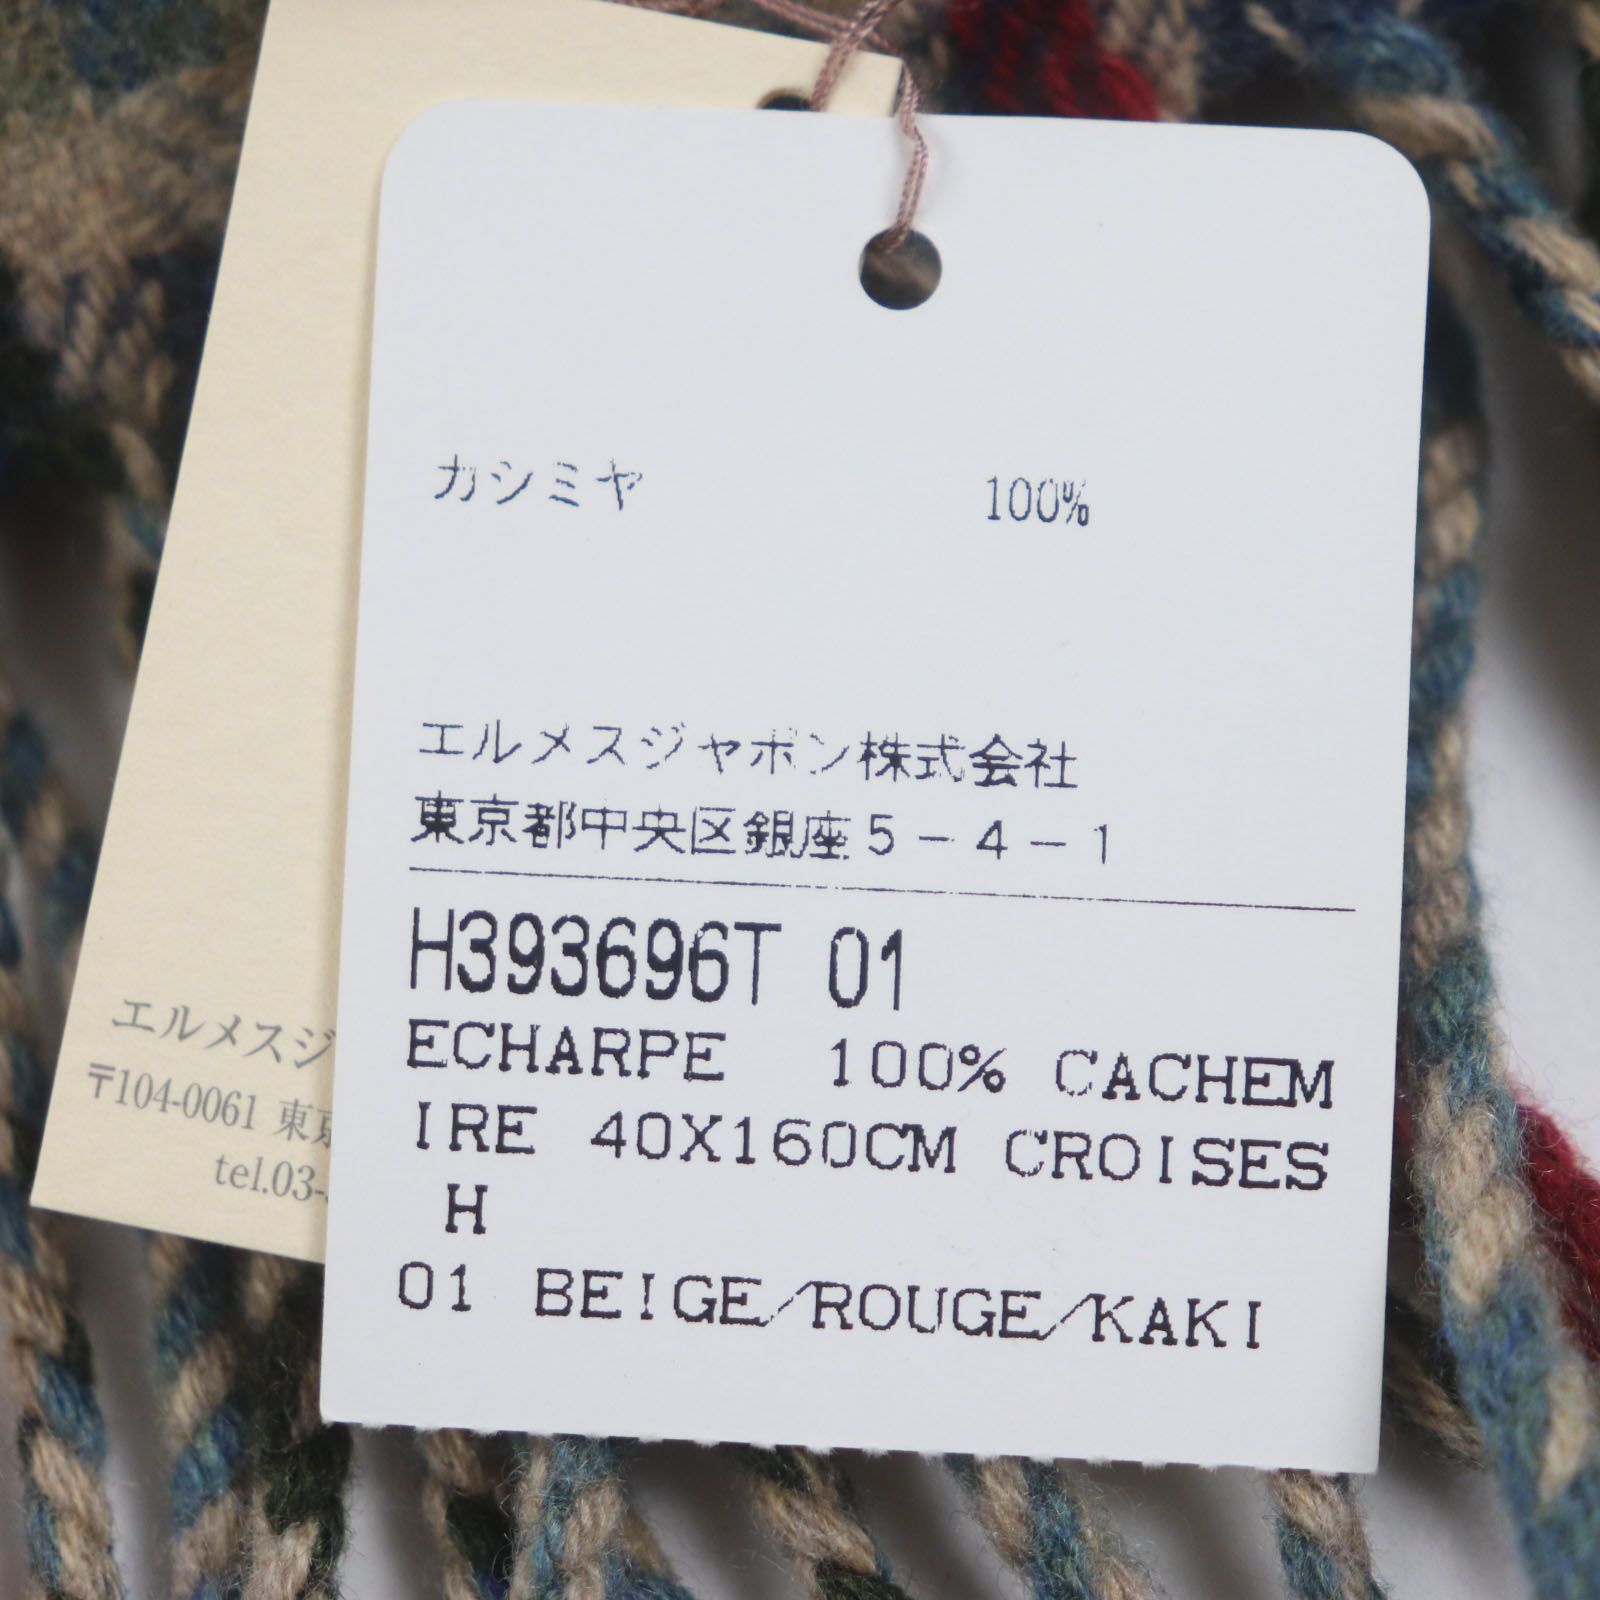 カシミヤ 100%
エルメスジャポン株式会社
東京都中央区銀座5-4-1
H393696T 01
ECHARPE 100% CACHEM
IRE 40X160CM CROISES
H
01 BEIGE/ROUGE/KAKI
エルメスジ
〒104-0061 東京
tel.03-